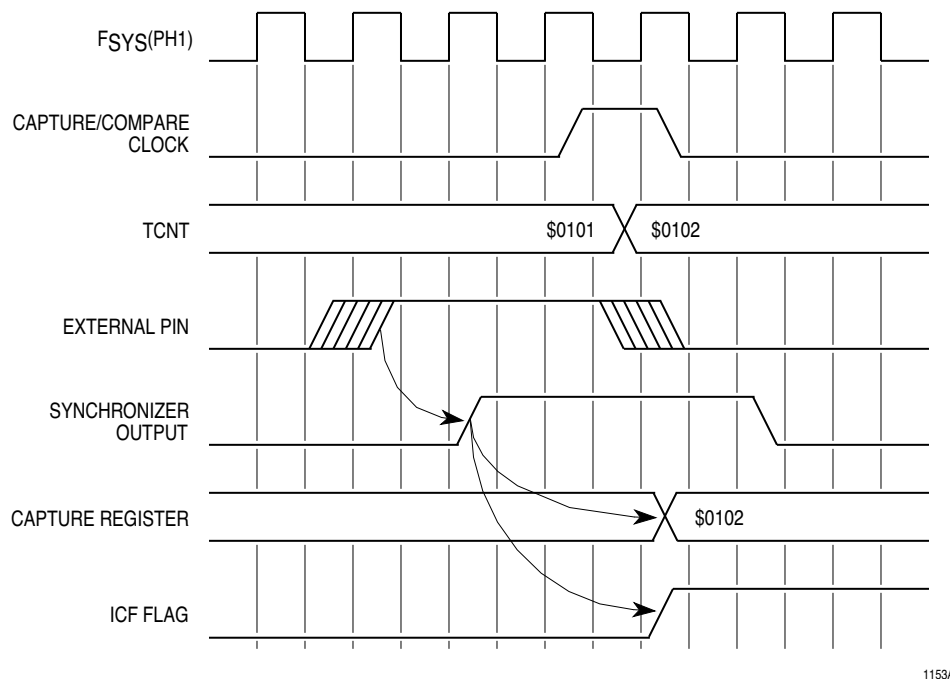 FSYS(PH1)
CAPTURE/COMPARE
CLOCK
TCNT
$0101
$0102
EXTERNAL PIN
SYNCHRONIZER
OUTPUT
CAPTURE REGISTER
$0102
ICF FLAG